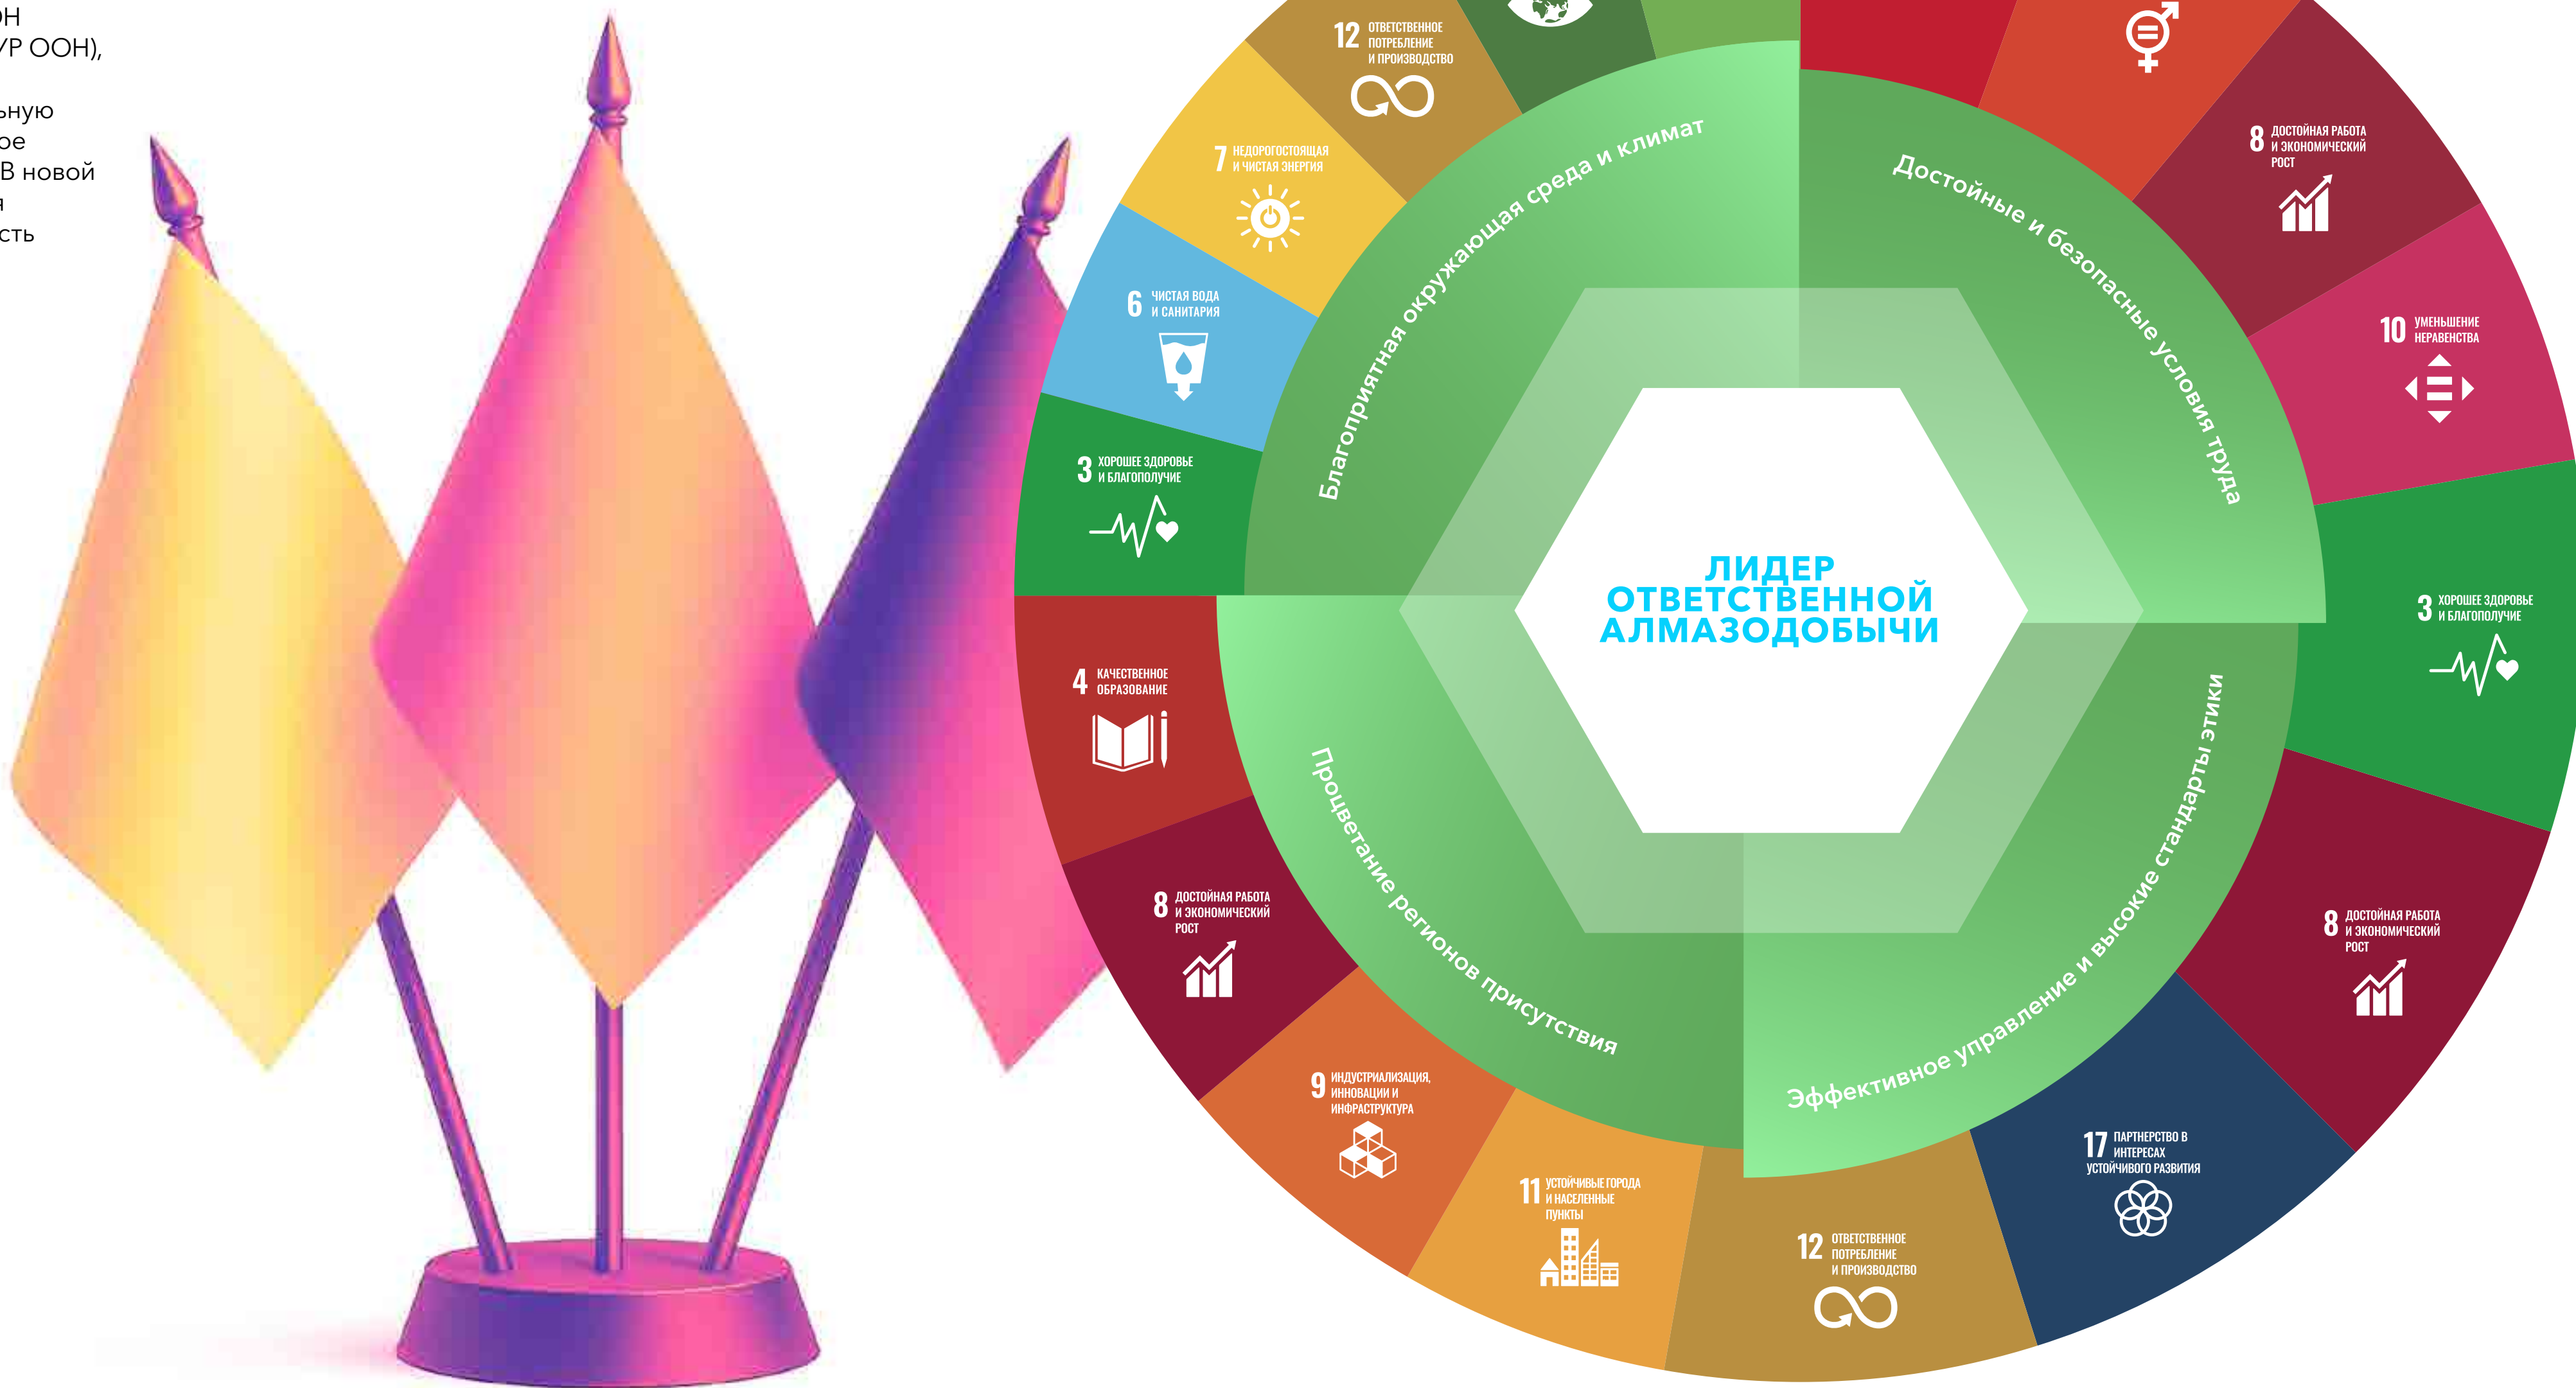 УР ООН),
ьную
ое
В новой
я
сть
12 ОТВЕТСТВЕННОЕ
ПОТРЕБЛЕНИЕ
И ПРОИЗВОДСТВО
7 НЕДОРОГОСТОЯЩАЯ
И ЧИСТАЯ ЭНЕРГИЯ
6 ЧИСТАЯ ВОДА
И САНИТАРИЯ
3 ХОРОШЕЕ ЗДОРОВЬЕ
И БЛАГОПОЛУЧИЕ
Благоприятная окружающая среда и климат
Достойные и безопасные условия труда
8 ДОСТОЙНАЯ РАБОТА
И ЭКОНОМИЧЕСКИЙ
РОСТ
10 УМЕНЬШЕНИЕ
НЕРАВЕНСТВА
3 ХОРОШЕЕ ЗДОРОВЬЕ
И БЛАГОПОЛУЧИЕ
ЛИДЕР
ОТВЕТСТВЕННОЙ
АЛМАЗОДОБЫЧИ
4 КАЧЕСТВЕННОЕ
ОБРАЗОВАНИЕ
8 ДОСТОЙНАЯ РАБОТА
И ЭКОНОМИЧЕСКИЙ
РОСТ
9 ИНДУСТРИАЛИЗАЦИЯ,
ИННОВАЦИИ И
ИНФРАСТРУКТУРА
11 УСТОЙЧИВЫЕ ГОРОДА
И НАСЕЛЕННЫЕ
ПУНКТЫ
Процветание регионов присутствия
Эффективное управление и высокие стандарты этики
8 ДОСТОЙНАЯ РАБОТА
И ЭКОНОМИЧЕСКИЙ
РОСТ
17 ПАРТНЕРСТВО В
ИНТЕРЕСАХ
УСТОЙЧИВОГО РАЗВИТИЯ
12 ОТВЕТСТВЕННОЕ
ПОТРЕБЛЕНИЕ
И ПРОИЗВОДСТВО